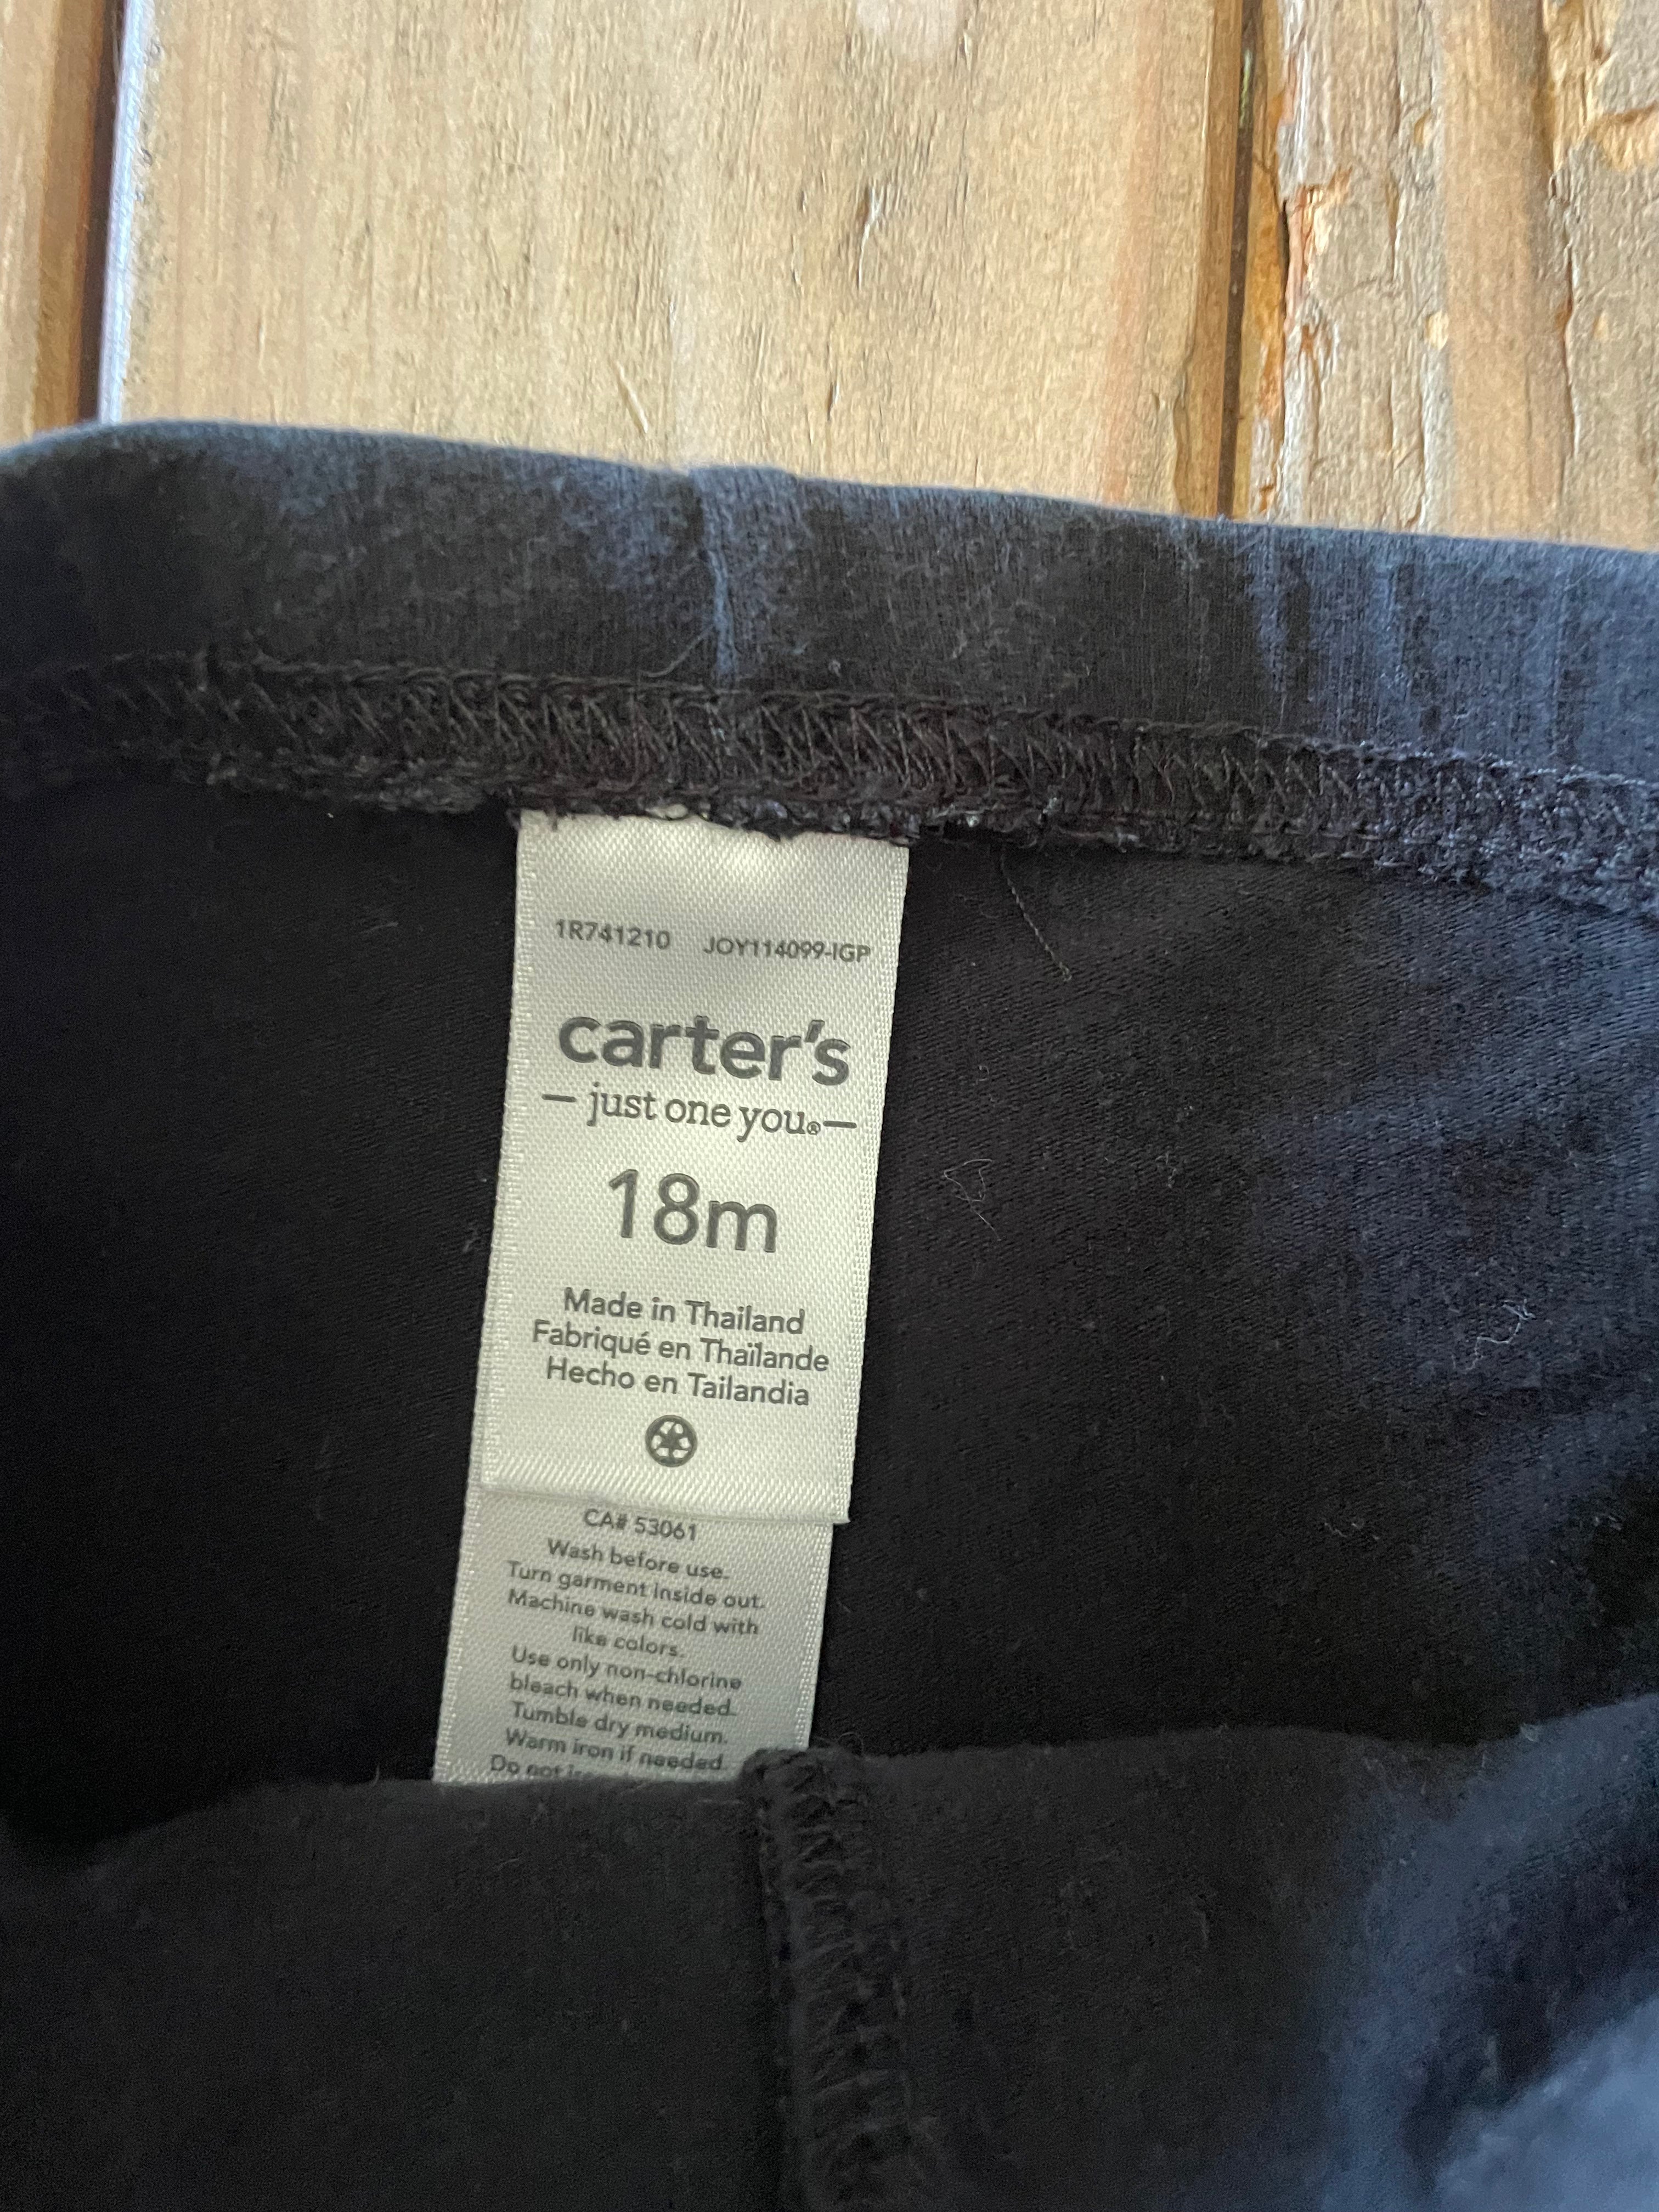 1R741210 JOY114099-IGP
carter's
— just one you®—
18m
Made in Thailand
Fabriqué en Thaïlande
Hecho en Tailandia
CA# 53061
Wash before use.
Turn garment inside out.
Machine wash cold with
like colors.
Use only non-chlorine
bleach when needed.
Tumble dry medium.
Warm iron if needed.
Do not